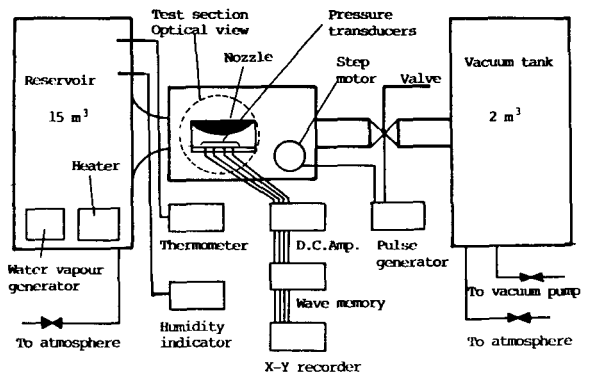 Test section
Optical view
Pressure
transducers
Reservoir
15 m³
Nozzle
Step
motor
Valve
Vacuum tank
2 m³
Heater
Water vapour
generator
Thermometer
D.C.Amp.
Pulse
generator
Wave memory
To vacuum pump
To atmosphere
Humidity
indicator
To atmosphere
X-Y recorder